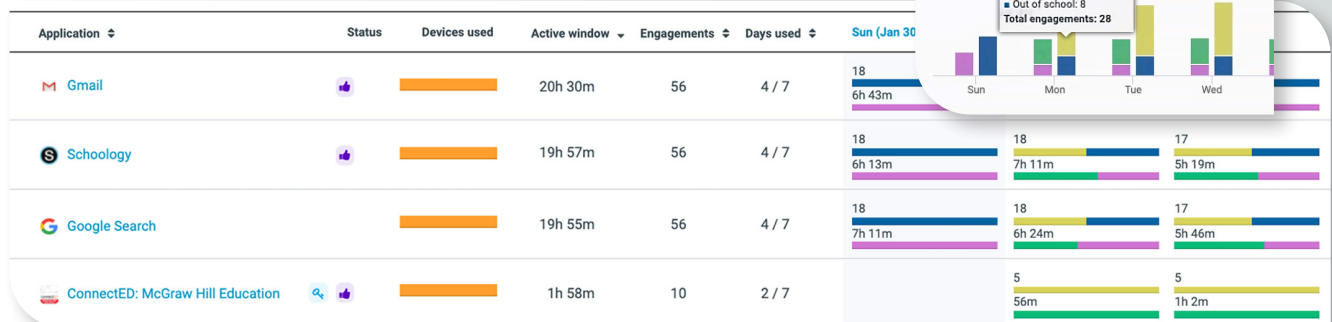 Out of school: 8
Total engagements: 28
Sun Mon Tue Wed
Application Status Devices used Active window Engagements Days used Sun (Jan 30
Gmail 20h 30m 56 4 / 7 18
6h 43m
Schoology 19h 57m 56 4 / 7 18 18 17
6h 13m 7h 11m 5h 19m
Google Search 19h 55m 56 4 / 7 18 18 17
7h 11m 6h 24m 5h 46m
ConnectED: McGraw Hill Education 1h 58m 10 2 / 7 5 5
56m 1h 2m